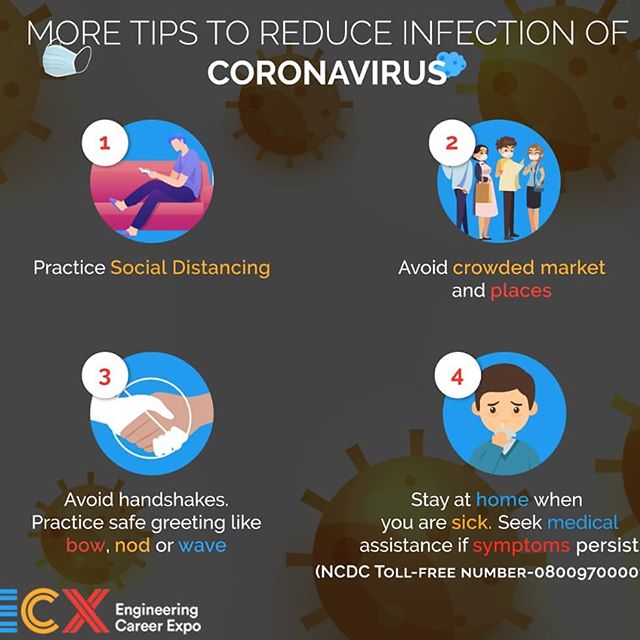 MORE TIPS TO REDUCE INFECTION OF
CORONAVIRUS
1
Practice Social Distancing
2
Avoid crowded market
and places
3
Avoid handshakes.
Practice safe greeting like
bow, nod or wave
4
Stay at home when
you are sick. Seek medical
assistance if symptoms persist
(NCDC TOLL-FREE NUMBER-0800970000
ECX Engineering
Career Expo